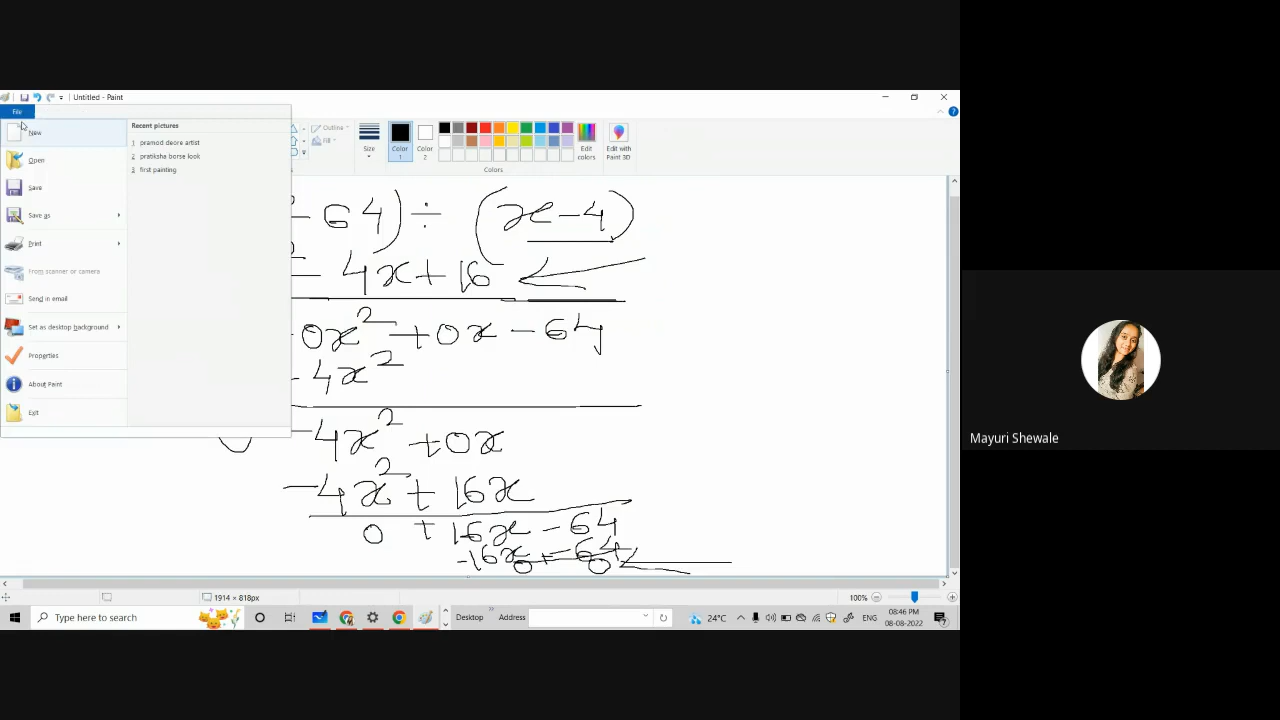 Untitled - Paint
File
New
Recent pictures
1 pramod deore artist
2 pratiksha borse look
3 first painting
Open
Save
Save as
Print
From scanner or camera
Send in email
Set as desktop background
Properties
About Paint
Exit
Outline
Fill
Size
Color 1
Color 2
Edit colors
Edit with Paint 3D
Colors
- 64) ÷ (x-4)
- 4x+16
0x² +0x - 64
-4x²
-4x² +0x
-4x² + 16x
0 + 16x - 64
-16x + -64
0 0
Mayuri Shewale
1914 × 818px
100%
Type here to search
Desktop
Address
24°C
ENG
08:46 PM
08-08-2022